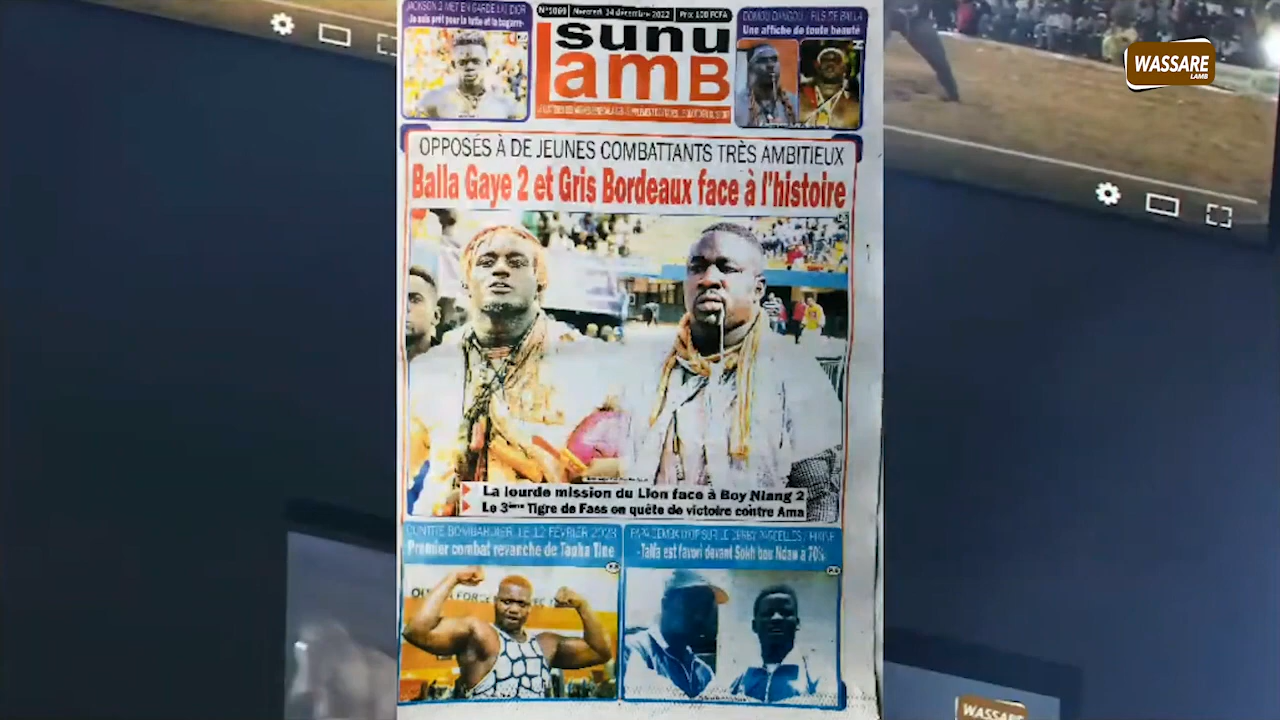 JACKSON 2 MET EN GARDE LAC DIOR
"Je suis prêt pour la lutte et la bagarre"
N°5069 | Mercredi 14 décembre 2022 | Prix 100 FCFA
sunu
Lamb
DOMOU DANGOU / FILS DE BALLA
Une affiche de toute beauté
WASSARE
LAMB
OPPOSÉS À DE JEUNES COMBATTANTS TRÈS AMBITIEUX
Balla Gaye 2 et Gris Bordeaux face à l'histoire
La lourde mission du Lion face à Boy Niang 2
Le 3ème Tigre de Fass en quête de victoire contre Ama
CONTRE BOMBARDIER, LE 12 FÉVRIER 2023
Premier combat revanche de Tapha Tine
-Taïfa est favori devant Sokh bou Ndaw à 70%
WASSARE